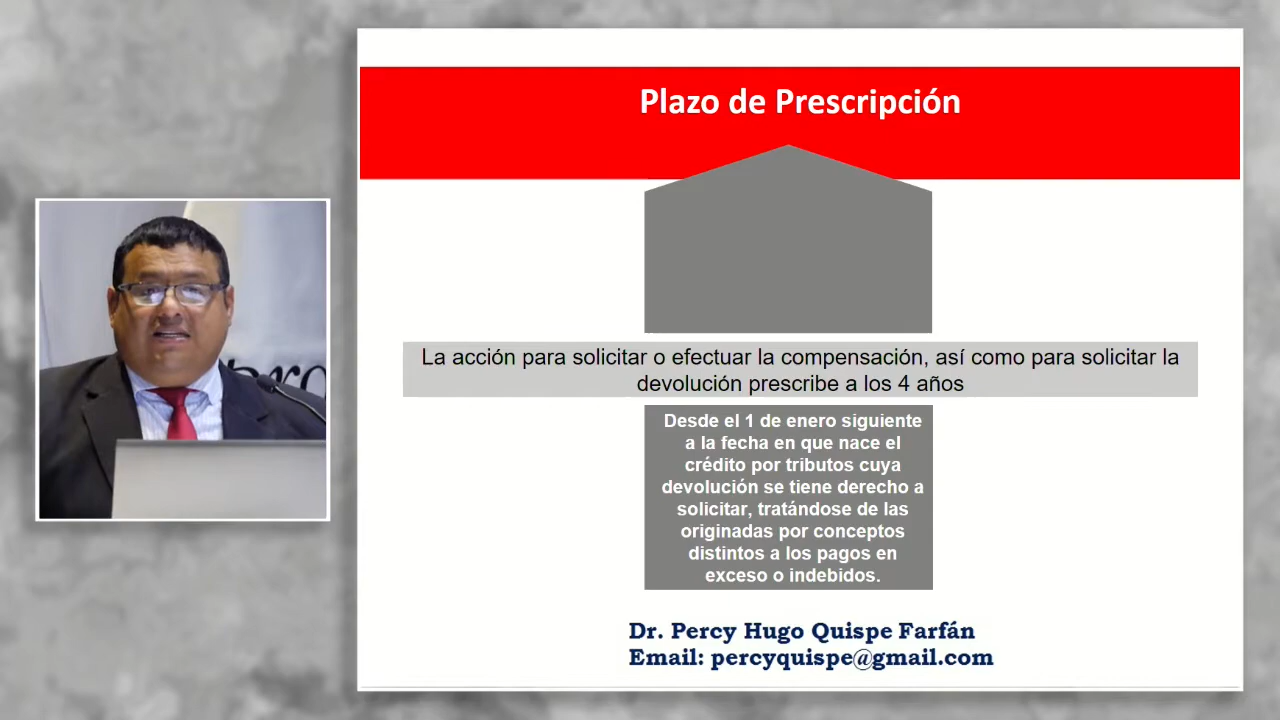 Plazo de Prescripción
La acción para solicitar o efectuar la compensación, así como para solicitar la
devolución prescribe a los 4 años
Desde el 1 de enero siguiente
a la fecha en que nace el
crédito por tributos cuya
devolución se tiene derecho a
solicitar, tratándose de las
originadas por conceptos
distintos a los pagos en
exceso o indebidos.
Dr. Percy Hugo Quispe Farfán
Email: percyquispe@gmail.com